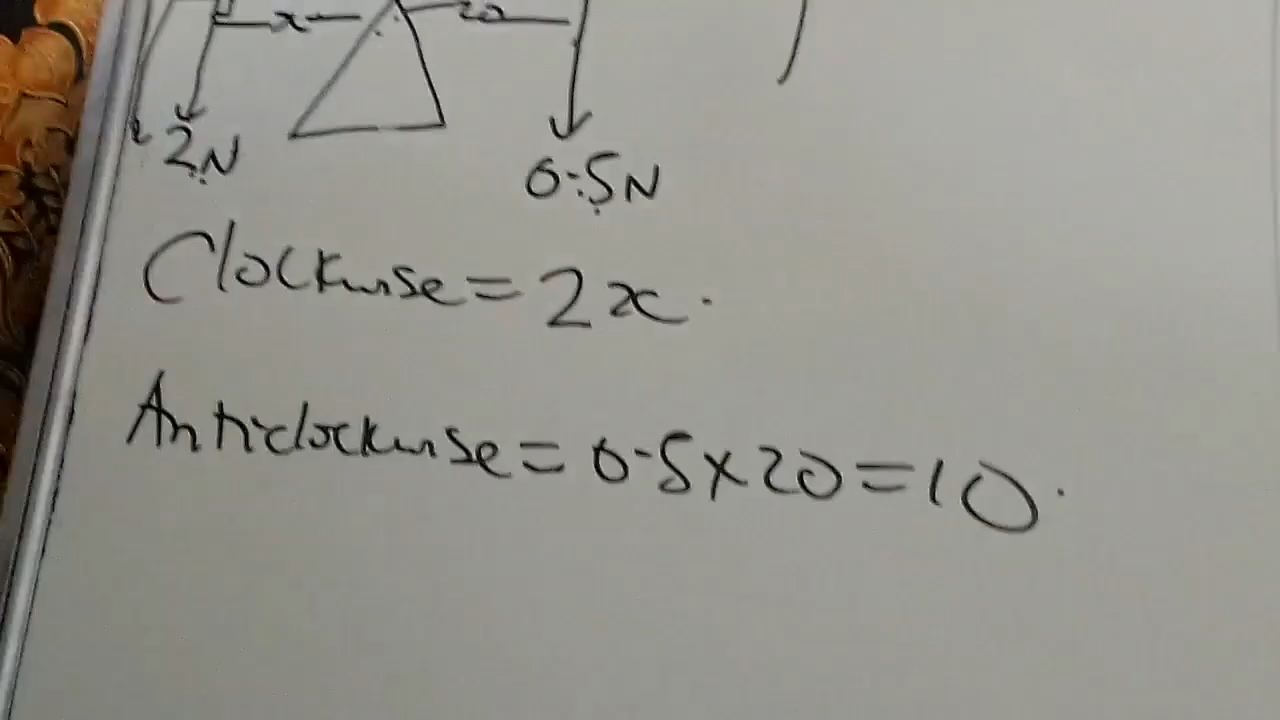 x 20
2N 0.5N
Clockwise = 2x.
Anticlockwise = 0.5 x 20 = 10.